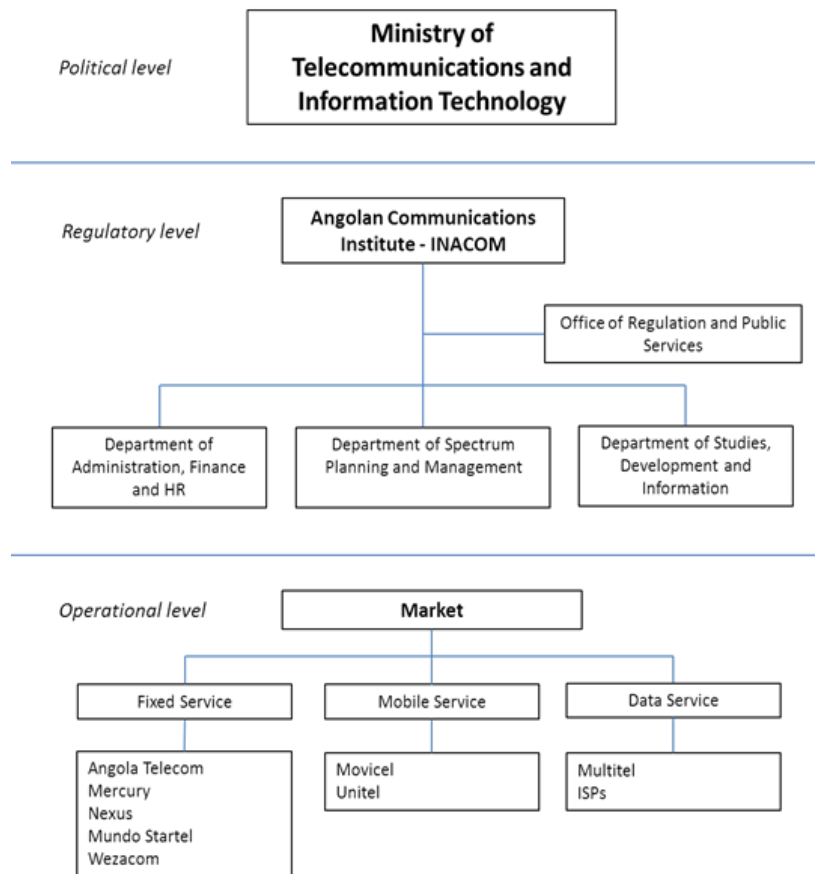 Political level
Ministry of
Telecommunications and
Information Technology
Regulatory level
Angolan Communications
Institute - INACOM
Office of Regulation and Public
Services
Department of
Administration, Finance
and HR
Department of Spectrum
Planning and Management
Department of Studies,
Development and
Information
Operational level
Market
Fixed Service
Mobile Service
Data Service
Angola Telecom
Mercury
Nexus
Mundo Startel
Wezacom
Movicel
Unitel
Multitel
ISPs